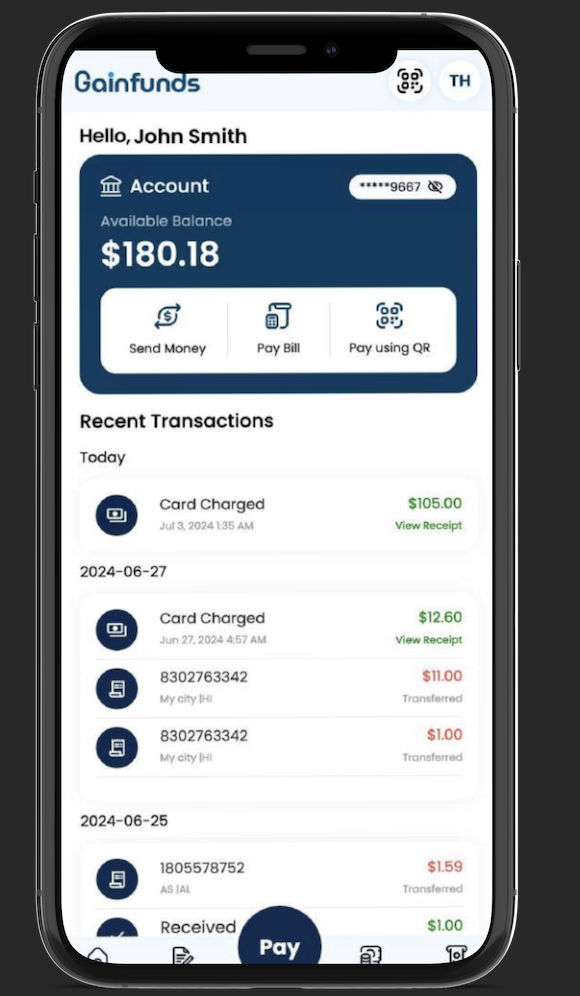 Gainfunds
TH
Hello, John Smith
Account
*****9667
Available Balance
$180.18
Send Money
Pay Bill
Pay using QR
Recent Transactions
Today
Card Charged
$105.00
Jul 3, 2024 1:35 AM
View Receipt
2024-06-27
Card Charged
$12.60
Jun 27, 2024 4:57 AM
View Receipt
8302763342
$11.00
My city |HI
Transferred
8302763342
$1.00
My city |HI
Transferred
2024-06-25
1805578752
$1.59
AS |AL
Transferred
Received
$1.00
Pay